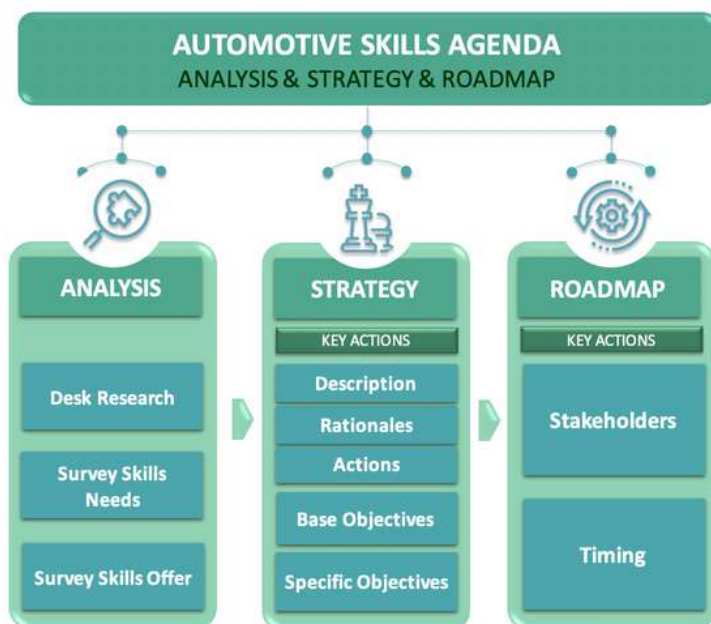 AUTOMOTIVE SKILLS AGENDA
ANALYSIS & STRATEGY & ROADMAP
ANALYSIS
Desk Research
Survey Skills
Needs
Survey Skills Offer
STRATEGY
KEY ACTIONS
Description
Rationales
Actions
Base Objectives
Specific Objectives
ROADMAP
KEY ACTIONS
Stakeholders
Timing